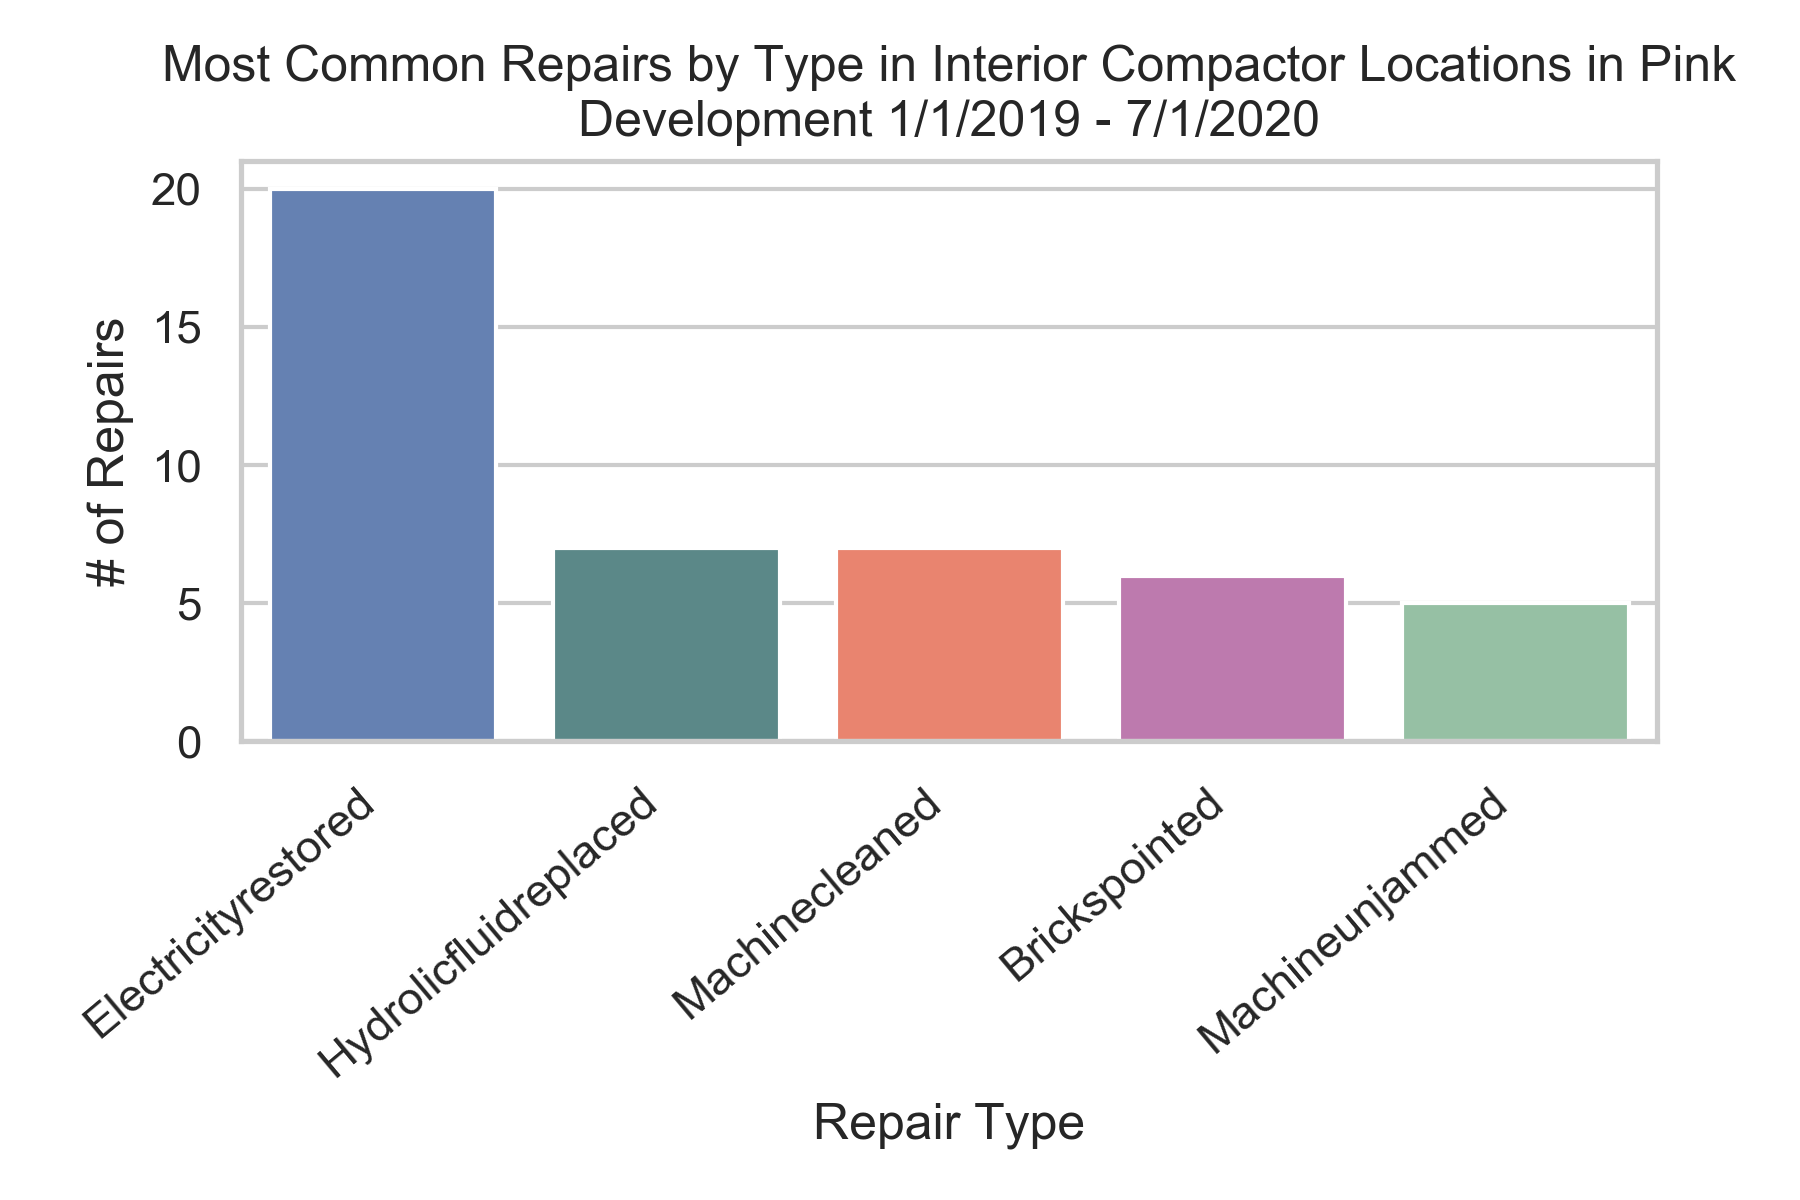 Most Common Repairs by Type in Interior Compactor Locations in Pink
Development 1/1/2019 - 7/1/2020
# of Repairs
20
15
10
5
0
Electricityrestored
Hydrolicfluidreplaced
Machinecleaned
Brickspointed
Machineunjammed
Repair Type